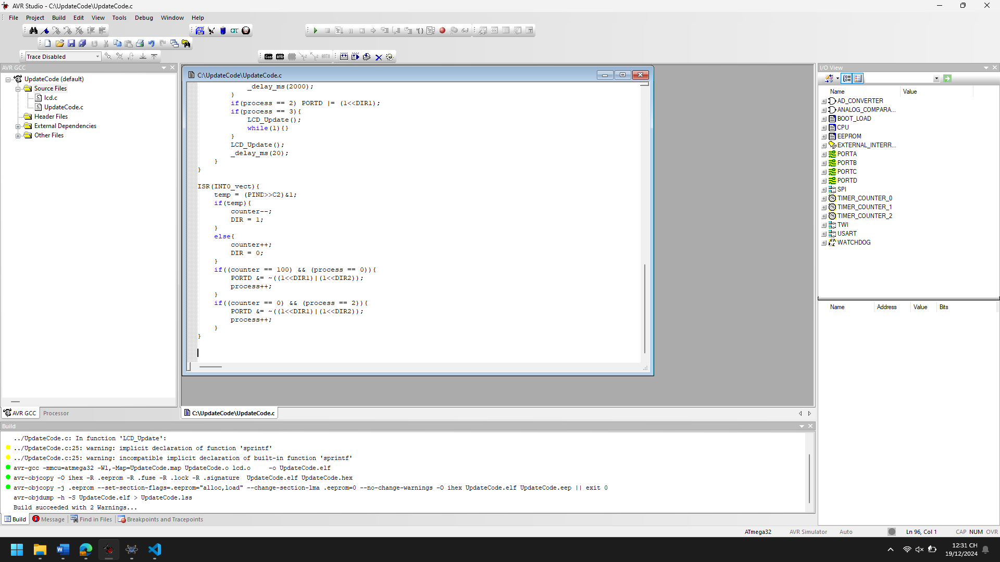 AVR Studio - C:\UpdateCode\UpdateCode.c
File Project Build Edit View Tools Debug Window Help
Trace Disabled
Con AVR AUTO
AVR GCC
UpdateCode (default)
Source Files
lcd.c
UpdateCode.c
Header Files
External Dependencies
Other Files
AVR GCC Processor
C:\UpdateCode\UpdateCode.c
_delay_ms(2000);
}
if(process == 2) PORTD |= (1<<DIR1);
if(process == 3){
LCD_Update();
while(1){}
}
LCD_Update();
_delay_ms(20);
}
}
ISR(INT0_vect){
temp = (PIND>>C2)&1;
if(temp){
counter--;
DIR = 1;
}
else{
counter++;
DIR = 0;
}
if((counter == 100) && (process == 0)){
PORTD &= ~((1<<DIR1)|(1<<DIR2));
process++;
}
if((counter == 0) && (process == 2)){
PORTD &= ~((1<<DIR1)|(1<<DIR2));
process++;
}
}
C:\UpdateCode\UpdateCode.c
I/O View
Name Value
AD_CONVERTER
ANALOG_COMPARA...
BOOT_LOAD
CPU
EEPROM
EXTERNAL_INTERR...
PORTA
PORTB
PORTC
PORTD
SPI
TIMER_COUNTER_0
TIMER_COUNTER_1
TIMER_COUNTER_2
TWI
USART
WATCHDOG
Name Address Value Bits
Build
../UpdateCode.c: In function 'LCD_Update':
../UpdateCode.c:25: warning: implicit declaration of function 'sprintf'
../UpdateCode.c:25: warning: incompatible implicit declaration of built-in function 'sprintf'
avr-gcc -mmcu=atmega32 -Wl,-Map=UpdateCode.map UpdateCode.o lcd.o     -o UpdateCode.elf
avr-objcopy -O ihex -R .eeprom -R .fuse -R .lock -R .signature  UpdateCode.elf UpdateCode.hex
avr-objcopy -j .eeprom --set-section-flags=.eeprom="alloc,load" --change-section-lma .eeprom=0 --no-change-warnings -O ihex UpdateCode.elf UpdateCode.eep || exit 0
avr-objdump -h -S UpdateCode.elf > UpdateCode.lss
Build succeeded with 2 Warnings...
Build Message Find in Files Breakpoints and Tracepoints
ATmega32 AVR Simulator Auto Ln 96, Col 1 CAP NUM OVR
12:31 CH
19/12/2024